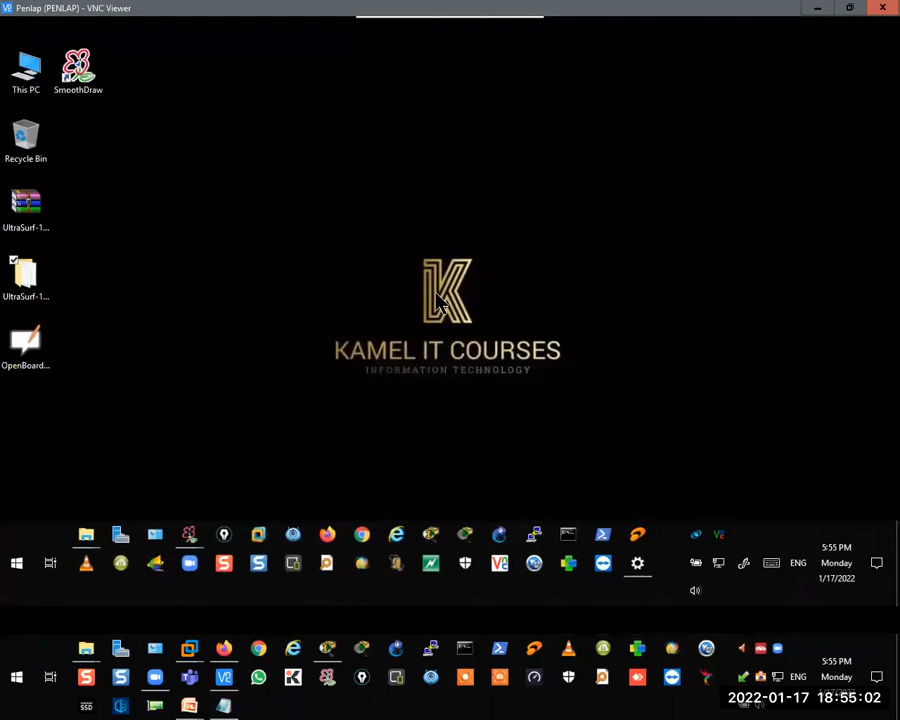 Penlap (PENLAP) - VNC Viewer
This PC
SmoothDraw
Recycle Bin
UltraSurf-1...
UltraSurf-1...
OpenBoard...
K
KAMEL IT COURSES
INFORMATION TECHNOLOGY
5:55 PM
ENG
Monday
1/17/2022
5:55 PM
ENG
Monday
SSD
2022-01-17 18:55:02